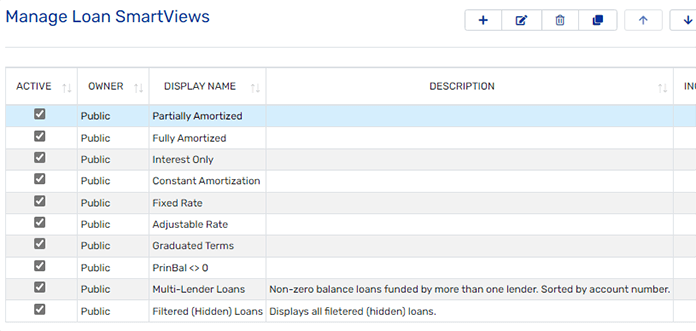 Manage Loan SmartViews
ACTIVE OWNER DISPLAY NAME DESCRIPTION
Public Partially Amortized
Public Fully Amortized
Public Interest Only
Public Constant Amortization
Public Fixed Rate
Public Adjustable Rate
Public Graduated Terms
Public PrinBal <> 0
Public Multi-Lender Loans Non-zero balance loans funded by more than one lender. Sorted by account number.
Public Filtered (Hidden) Loans Displays all filetered (hidden) loans.